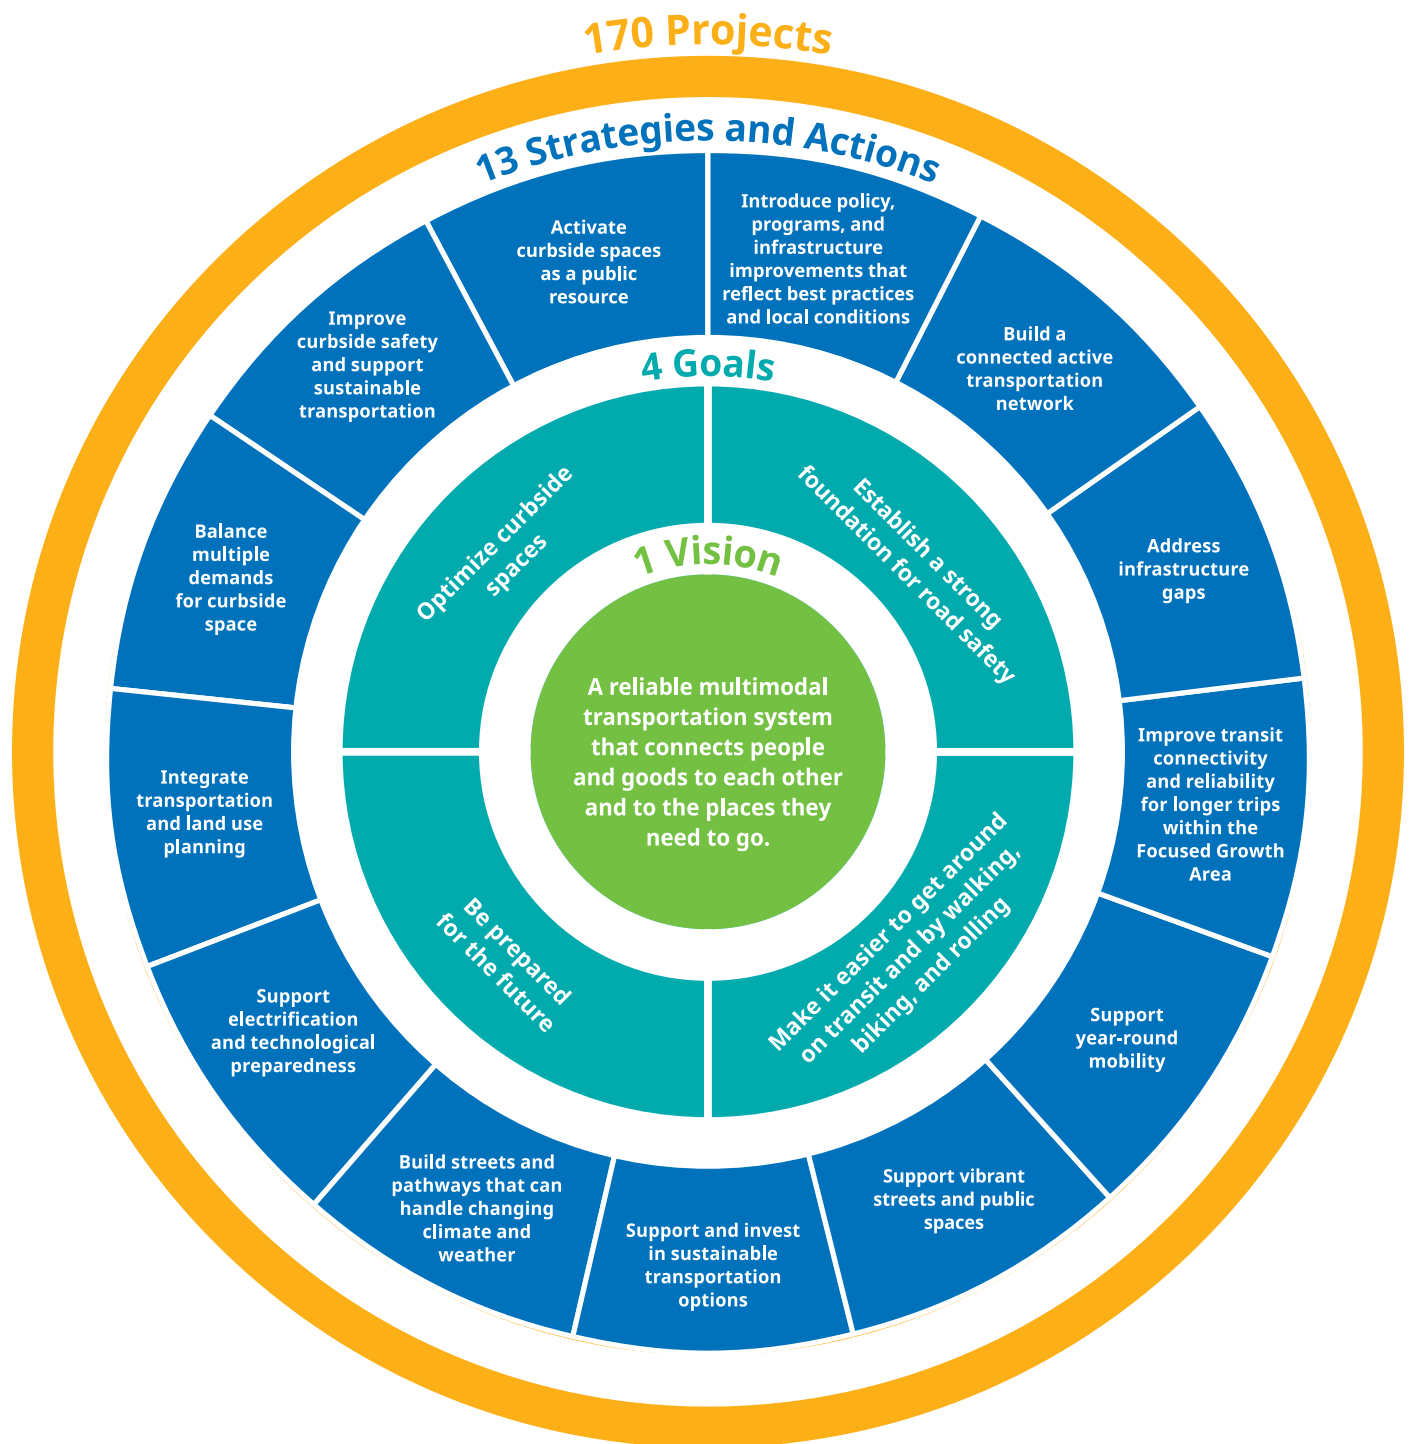 170 Projects
13 Strategies and Actions
Introduce policy,
programs, and
infrastructure
improvements that
reflect best practices
and local conditions
Build a
connected active
transportation
network
Address
infrastructure
gaps
Improve transit
connectivity
and reliability
for longer trips
within the
Focused Growth
Area
Support
year-round
mobility
Support vibrant
streets and public
spaces
Support and invest
in sustainable
transportation
options
Build streets and
pathways that can
handle changing
climate and
weather
Support
electrification
and technological
preparedness
Integrate
transportation
and land use
planning
Balance
multiple
demands
for curbside
space
Improve
curbside safety
and support
sustainable
transportation
Activate
curbside spaces
as a public
resource
4 Goals
Establish a strong
foundation for road safety
Make it easier to get around
on transit and by walking,
biking, and rolling
Be prepared
for the future
Optimize curbside
spaces
1 Vision
A reliable multimodal
transportation system
that connects people
and goods to each other
and to the places they
need to go.